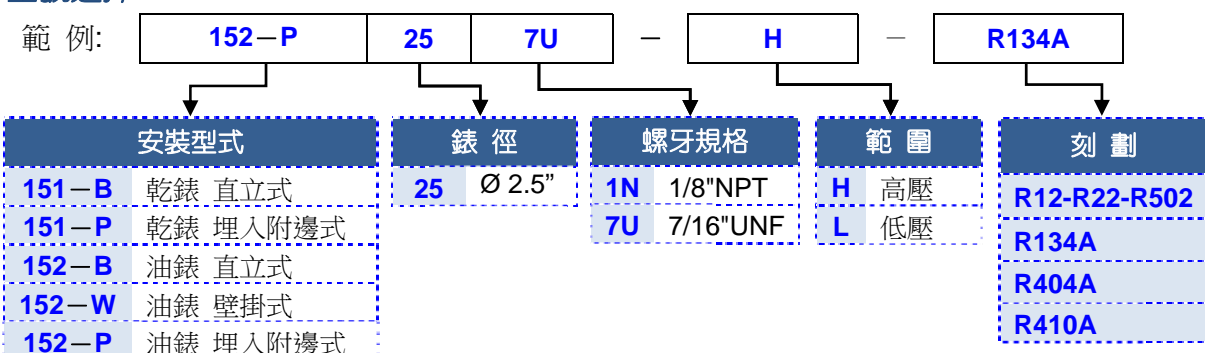 範 例: 152－P 25 7U － H － R134A
安裝型式
151－B 乾錶 直立式
151－P 乾錶 埋入附邊式
152－B 油錶 直立式
152－W 油錶 壁掛式
152－P 油錶 埋入附邊式
錶 徑
25 Ø 2.5”
螺牙規格
1N 1/8"NPT
7U 7/16"UNF
範 圍
H 高壓
L 低壓
刻 劃
R12-R22-R502
R134A
R404A
R410A